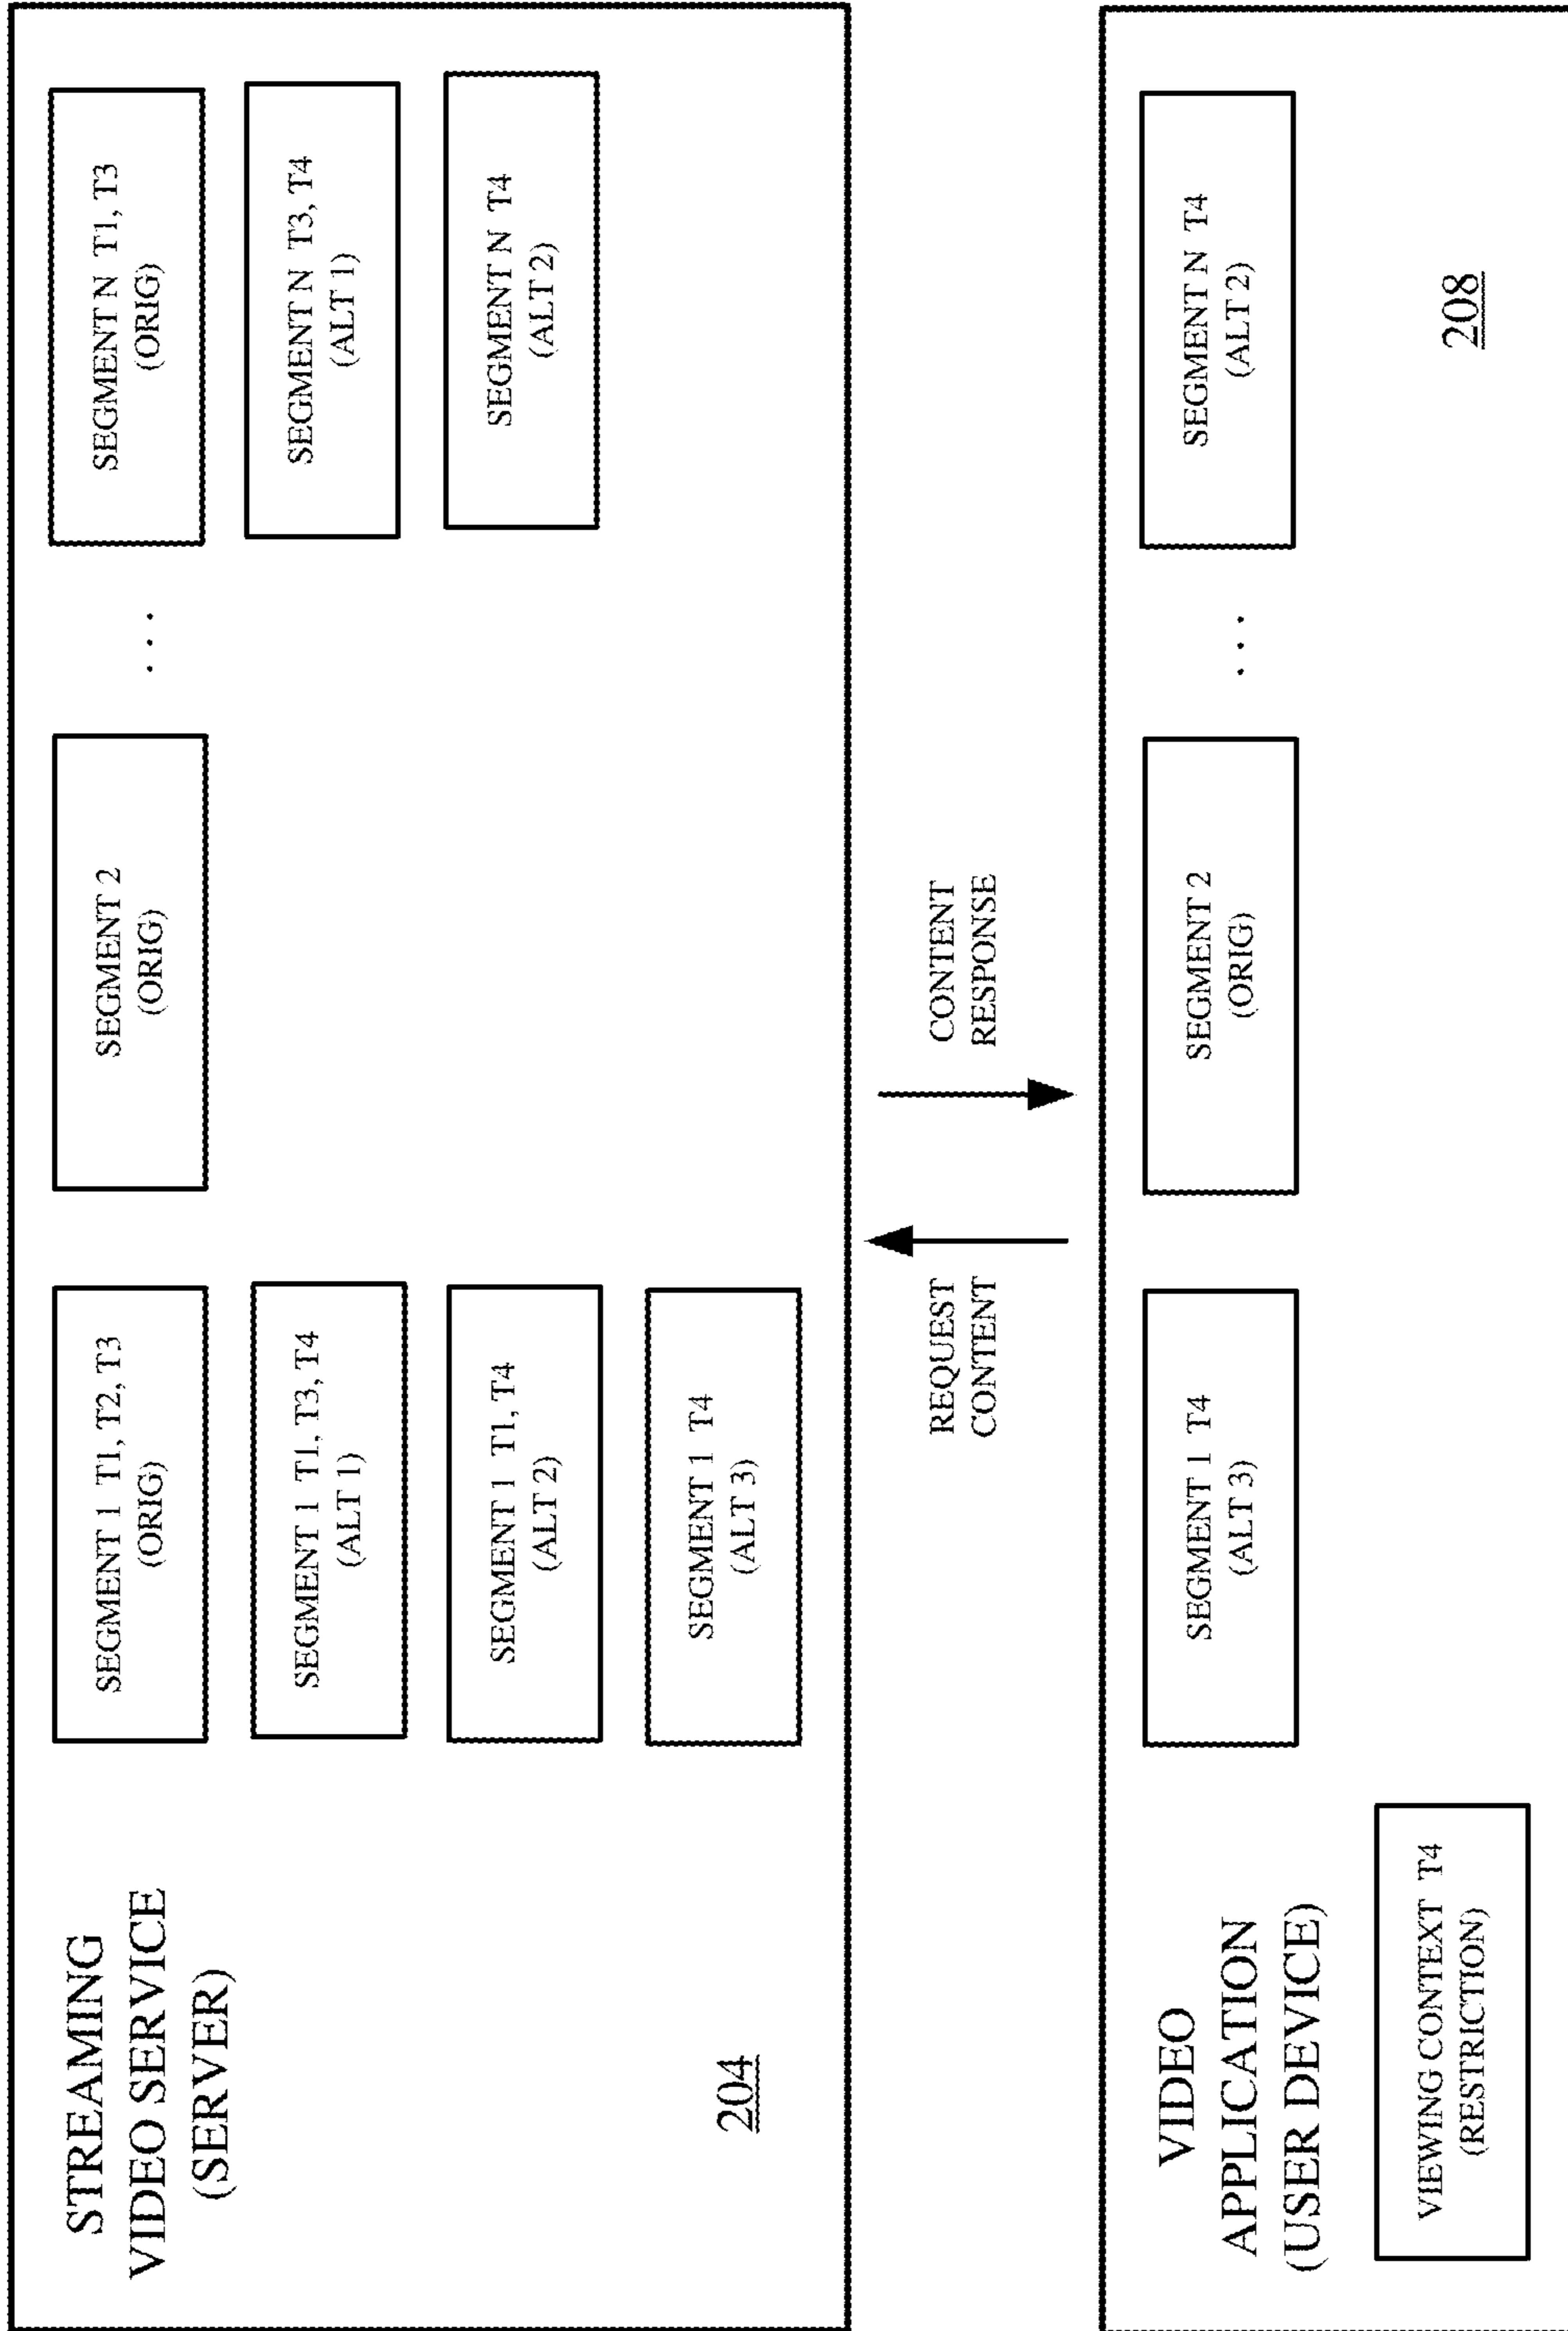 STREAMING
VIDEO SERVICE
(SERVER)
204
SEGMENT 1 T1, T2, T3
(ORIG)
SEGMENT 1 T1, T3, T4
(ALT 1)
SEGMENT 1 T1, T4
(ALT 2)
SEGMENT 1 T4
(ALT 3)
SEGMENT 2
(ORIG)
. . .
SEGMENT N T1, T3
(ORIG)
SEGMENT N T3, T4
(ALT 1)
SEGMENT N T4
(ALT 2)
REQUEST
CONTENT
CONTENT
RESPONSE
VIDEO
APPLICATION
(USER DEVICE)
VIEWING CONTEXT T4
(RESTRICTION)
SEGMENT 1 T4
(ALT 3)
SEGMENT 2
(ORIG)
. . .
SEGMENT N T4
(ALT 2)
208